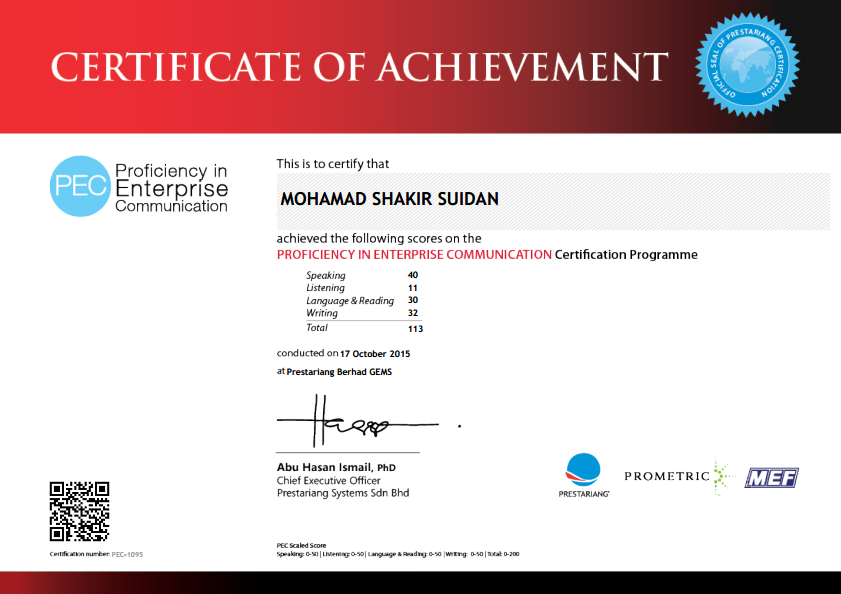 CERTIFICATE OF ACHIEVEMENT
OFFICIAL SEAL OF PRESTARIANG CERTIFICATION
PEC Proficiency in
Enterprise
Communication
This is to certify that
MOHAMAD SHAKIR SUIDAN
achieved the following scores on the
PROFICIENCY IN ENTERPRISE COMMUNICATION Certification Programme
Speaking 40
Listening 11
Language & Reading 30
Writing 32
Total 113
conducted on 17 October 2015
at Prestariang Berhad GEMS
Abu Hasan Ismail, PhD
Chief Executive Officer
Prestariang Systems Sdn Bhd
PRESTARIANG
PROMETRIC
MEF
Certification number: PEC-1095
PEC Scaled Score
Speaking: 0-50 | Listening: 0-50 | Language & Reading: 0-50 | Writing: 0-50 | Total: 0-200